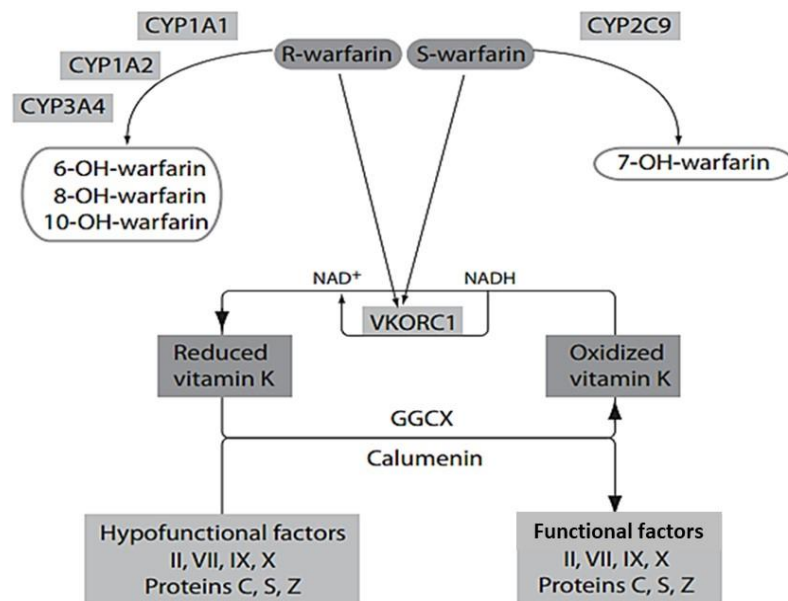 CYP1A1
CYP2C9
R-warfarin
S-warfarin
CYP1A2
CYP3A4
6-OH-warfarin
8-OH-warfarin
10-OH-warfarin
7-OH-warfarin
NAD+
NADH
VKORC1
Reduced
vitamin K
Oxidized
vitamin K
GGCX
Calumenin
Hypofunctional factors
II, VII, IX, X
Proteins C, S, Z
Functional factors
II, VII, IX, X
Proteins C, S, Z